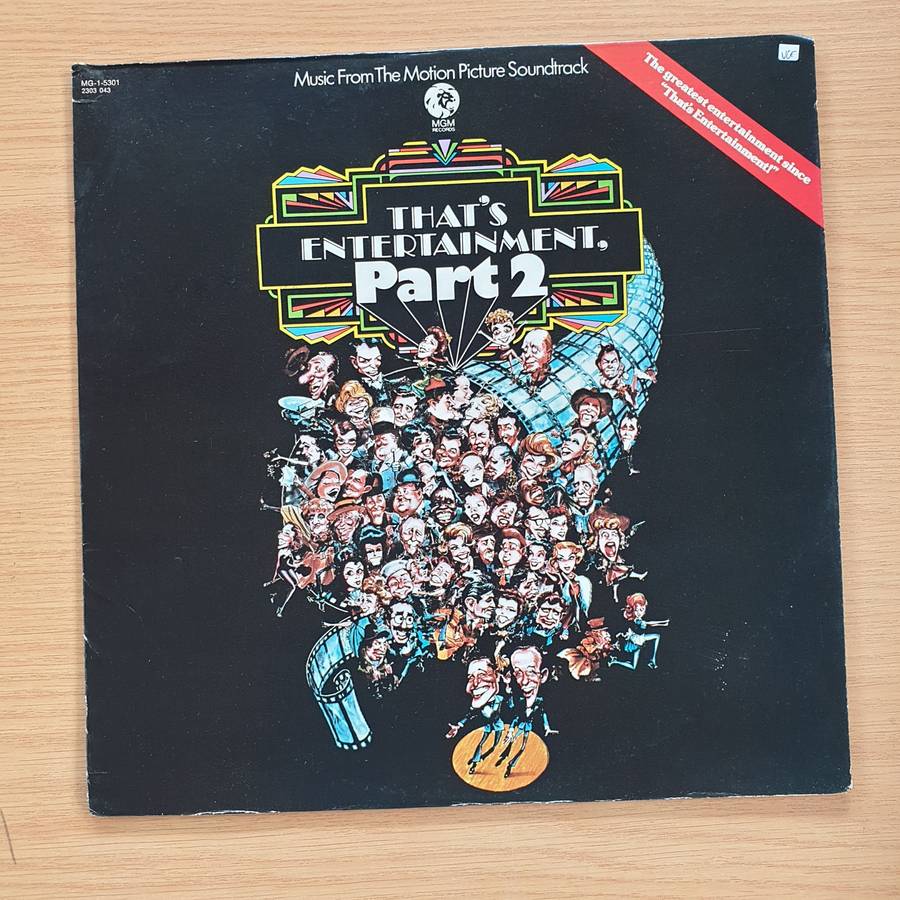 MG-1-5301
2303 043
Music From The Motion Picture Soundtrack
MGM
RECORDS
The greatest entertainment since
"That's Entertainment!"
THAT'S
ENTERTAINMENT,
Part 2